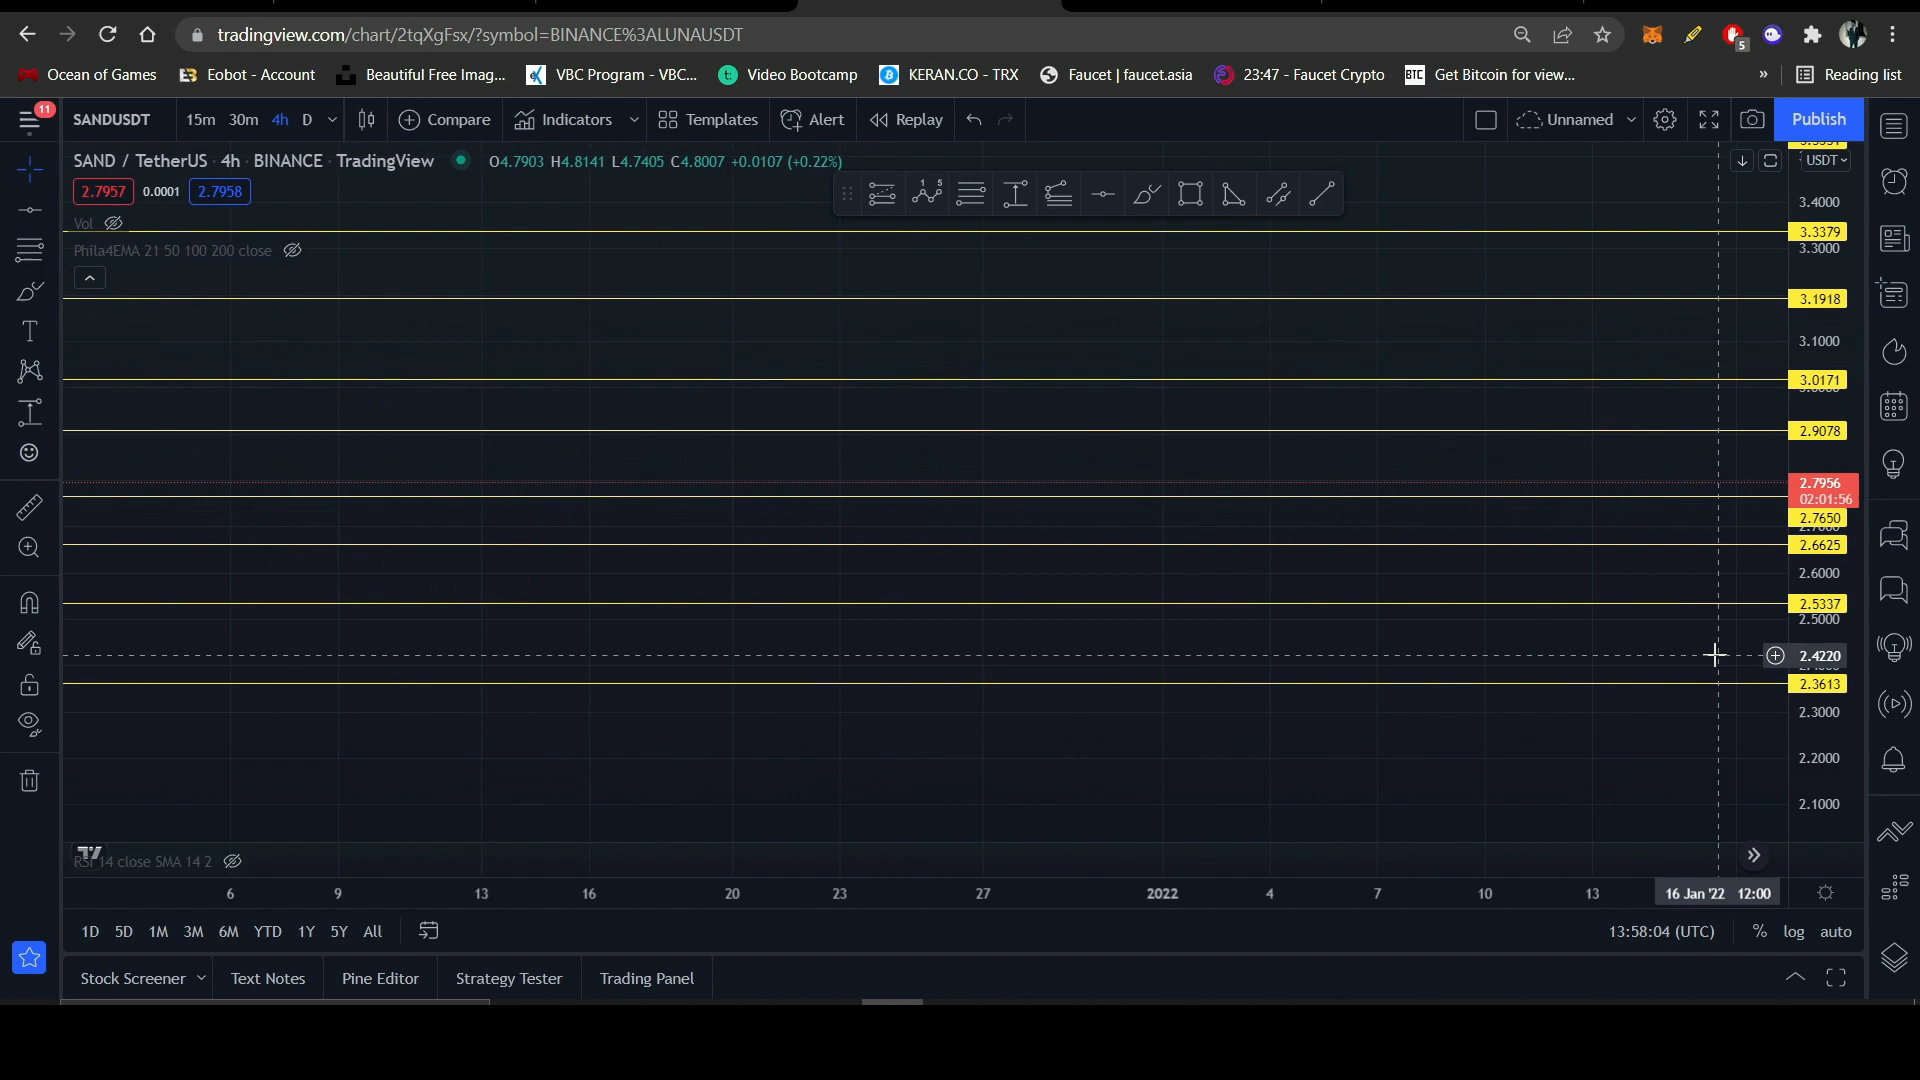 tradingview.com/chart/2tqXgFsx/?symbol=BINANCE%3ALUNAUSDT
5
Ocean of Games
Eobot - Account
Beautiful Free Imag...
VBC Program - VBC...
Video Bootcamp
KERAN.CO - TRX
Faucet | faucet.asia
23:47 - Faucet Crypto
BTC Get Bitcoin for view...
» Reading list
11
SANDUSDT 15m 30m 4h D Compare Indicators Templates Alert Replay Unnamed Publish
SAND / TetherUS · 4h · BINANCE · TradingView O4.7903 H4.8141 L4.7405 C4.8007 +0.0107 (+0.22%)
USDT
2.7957 0.0001 2.7958
1 5
3.4000
Vol
3.3379
Phila4EMA 21 50 100 200 close
3.3000
3.1918
3.1000
3.0171
2.9078
2.7956
02:01:56
2.7650
2.6625
2.6000
2.5337
2.5000
2.4220
2.3613
2.3000
2.2000
2.1000
RSI 14 close SMA 14 2
6 9 13 16 20 23 27 2022 4 7 10 13 16 Jan '22 12:00
1D 5D 1M 3M 6M YTD 1Y 5Y All 13:58:04 (UTC) % log auto
Stock Screener Text Notes Pine Editor Strategy Tester Trading Panel